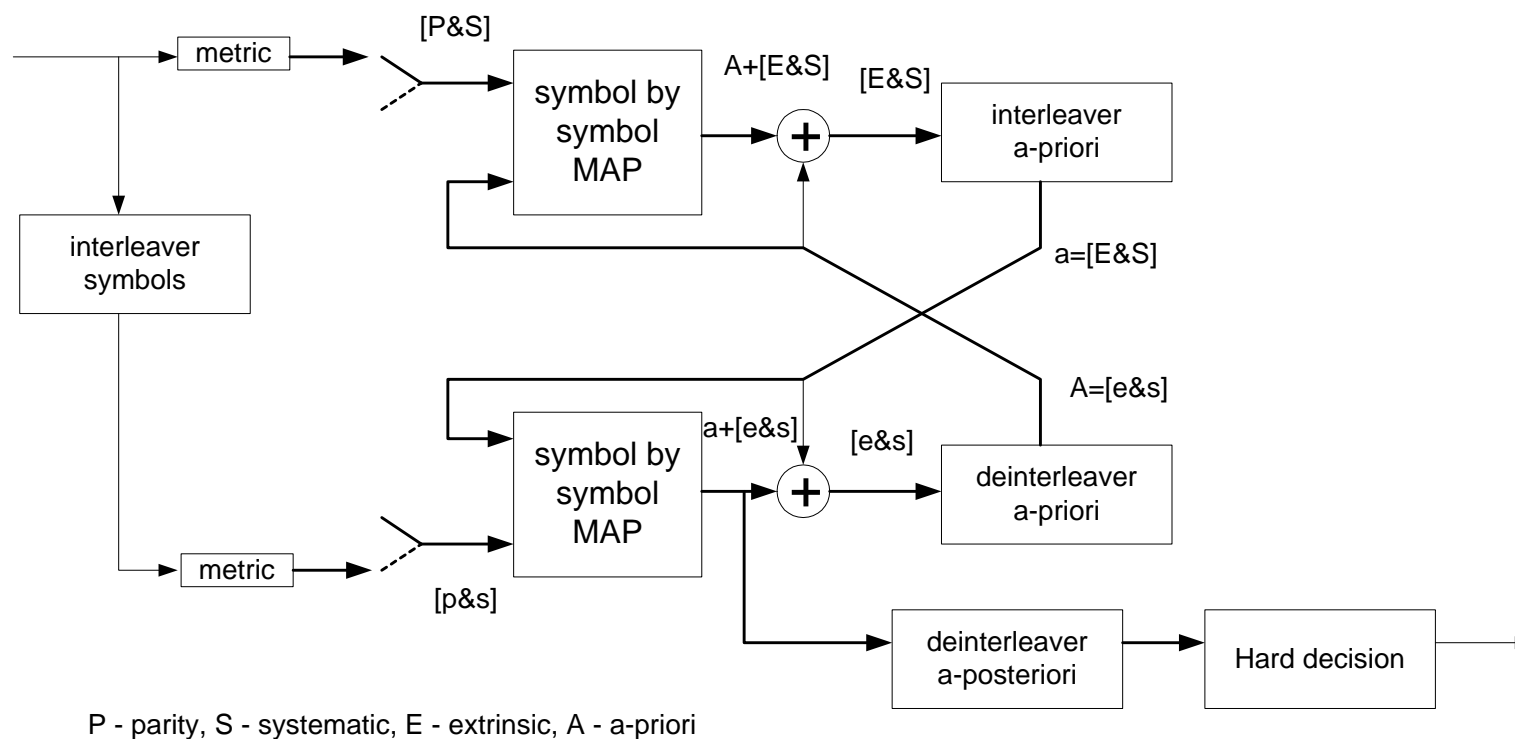 [P&S]
metric
symbol by
symbol
MAP
A+[E&S]
+
[E&S]
interleaver
a-priori
interleaver
symbols
a=[E&S]
A=[e&s]
symbol by
symbol
MAP
a+[e&s]
+
[e&s]
deinterleaver
a-priori
metric
[p&s]
deinterleaver
a-posteriori
Hard decision
P - parity, S - systematic, E - extrinsic, A - a-priori